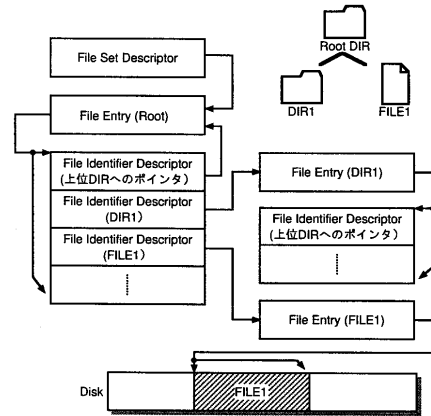 File Set Descriptor
Root DIR
DIR1
FILE1
File Entry (Root)
File Identifier Descriptor
(上位DIRへのポインタ)
File Identifier Descriptor
(DIR1)
File Identifier Descriptor
(FILE1)
File Entry (DIR1)
File Identifier Descriptor
(上位DIRへのポインタ)
File Entry (FILE1)
Disk
FILE1